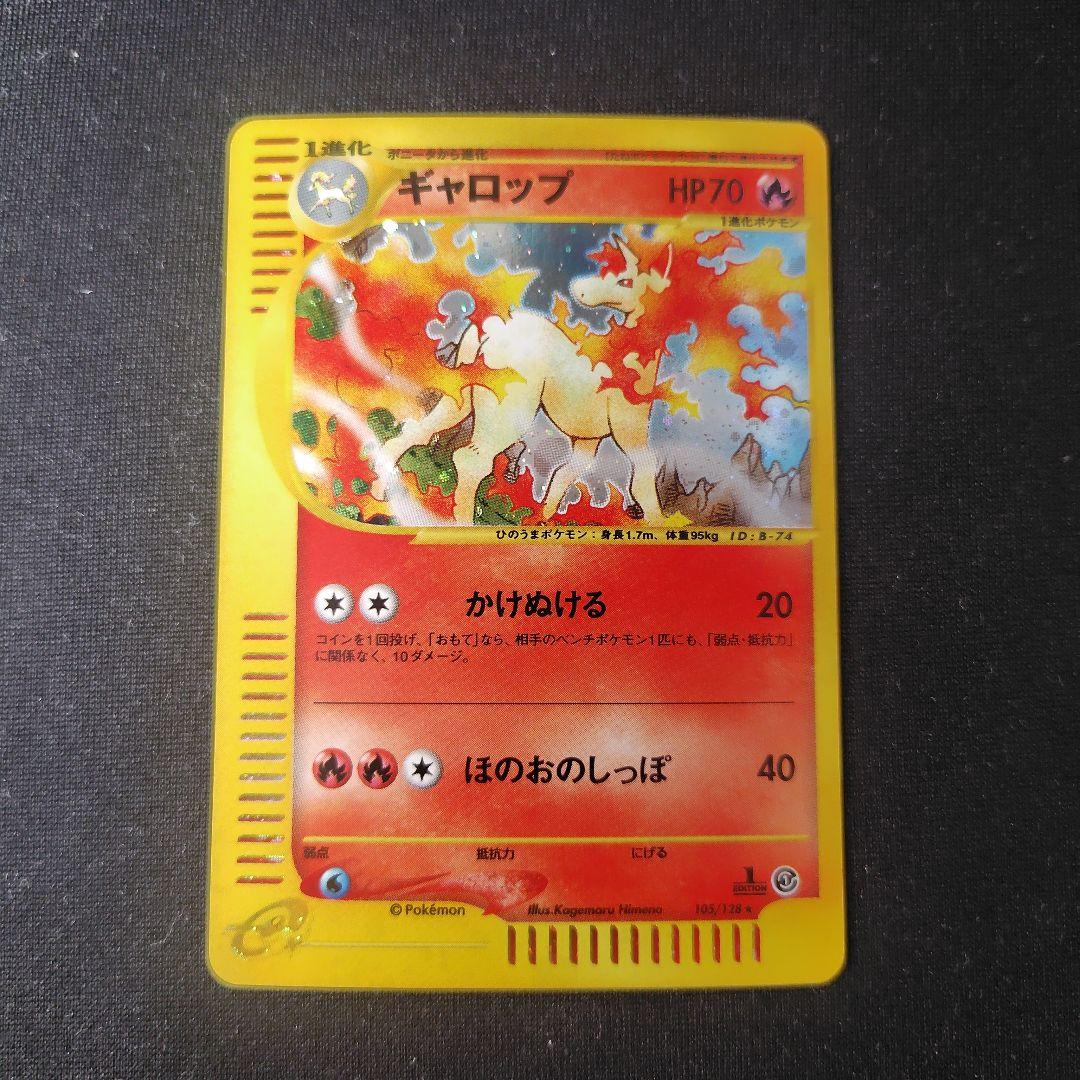 1進化
ポニータから進化
ギャロップ HP70
1進化ポケモン
ひのうまポケモン：身長1.7m、体重95kg ID:B-74
かけぬける 20
コインを1回投げ、「おもて」なら、相手のベンチポケモン1匹にも、「弱点・抵抗力」
に関係なく、10ダメージ。
ほのおのしっぽ 40
弱点 抵抗力 にげる
1
EDITION
©Pokémon Illus.Kagemaru Himeno 105/128★